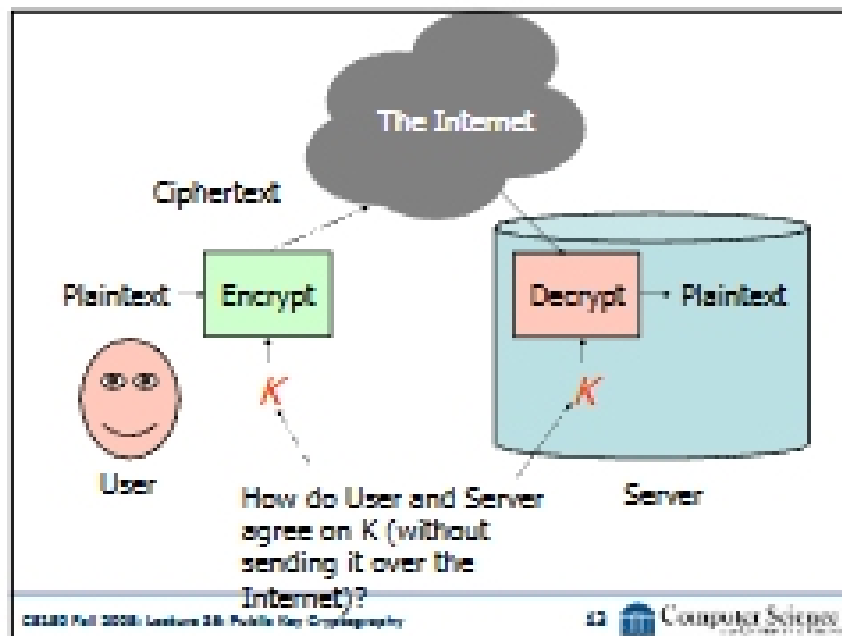 The Internet
Ciphertext
Plaintext
Encrypt
Decrypt
Plaintext
K
K
User
Server
How do User and Server
agree on K (without
sending it over the
Internet)?
Fall Lecture Public Key Cryptography
Computer Science